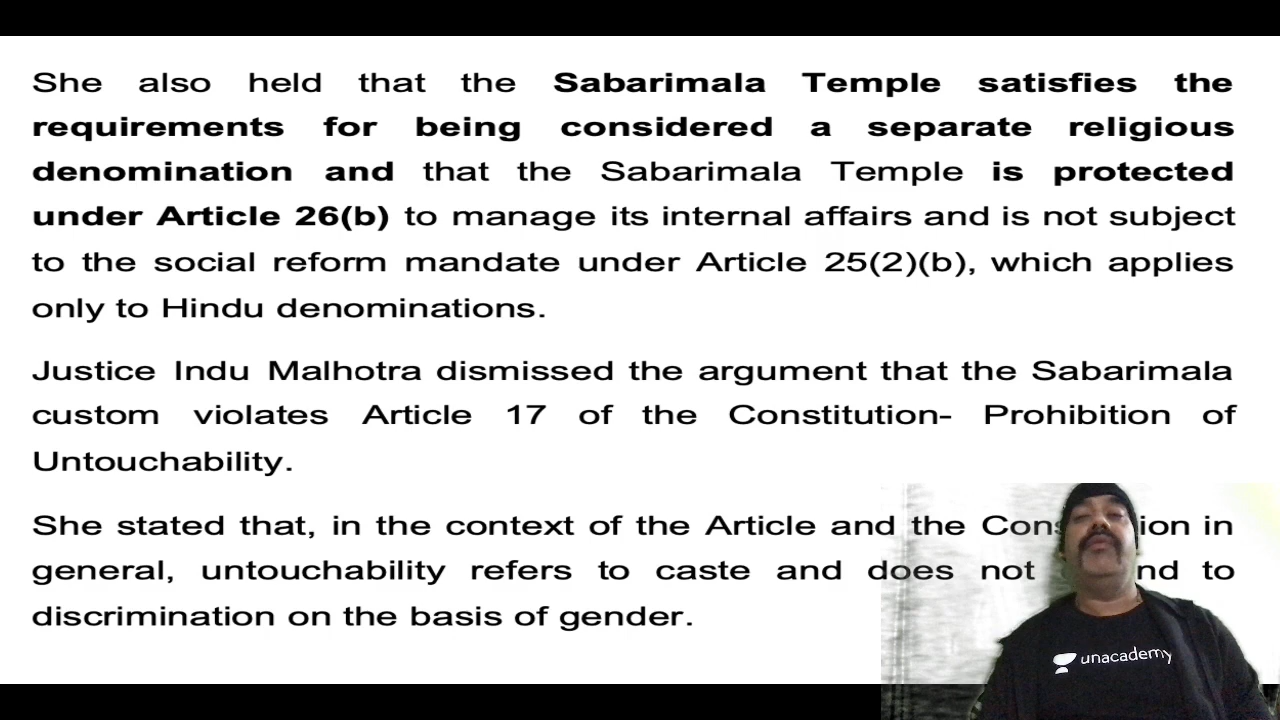 She also held that the Sabarimala Temple satisfies the
requirements for being considered a separate religious
denomination and that the Sabarimala Temple is protected
under Article 26(b) to manage its internal affairs and is not subject
to the social reform mandate under Article 25(2)(b), which applies
only to Hindu denominations.
Justice Indu Malhotra dismissed the argument that the Sabarimala
custom violates Article 17 of the Constitution- Prohibition of
Untouchability.
She stated that, in the context of the Article and the in
general, untouchability refers to caste and does not to
discrimination on the basis of gender.
unacademy